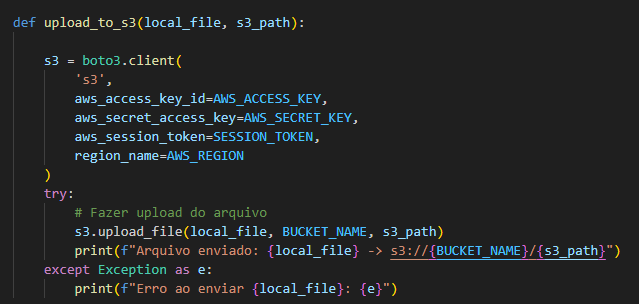 def upload_to_s3(local_file, s3_path):
    s3 = boto3.client(
        's3',
        aws_access_key_id=AWS_ACCESS_KEY,
        aws_secret_access_key=AWS_SECRET_KEY,
        aws_session_token=SESSION_TOKEN,
        region_name=AWS_REGION
    )
    try:
        # Fazer upload do arquivo
        s3.upload_file(local_file, BUCKET_NAME, s3_path)
        print(f"Arquivo enviado: {local_file} -> s3://{BUCKET_NAME}/{s3_path}")
    except Exception as e:
        print(f"Erro ao enviar {local_file}: {e}")